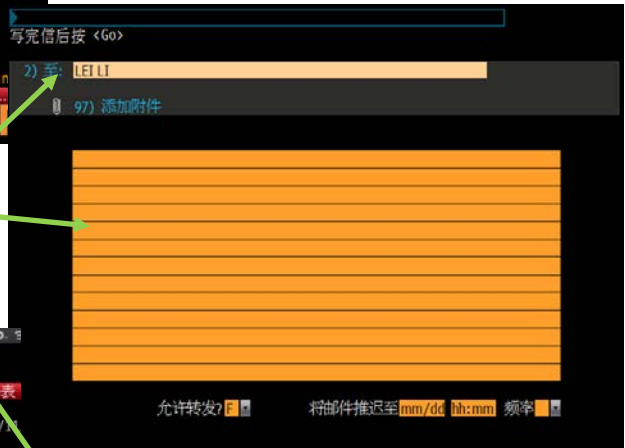 写完信后按 <Go>
2) 至: LEI LI
97) 添加附件
表
允许转发? F 将邮件推迟至 mm/dd hh:mm 频率